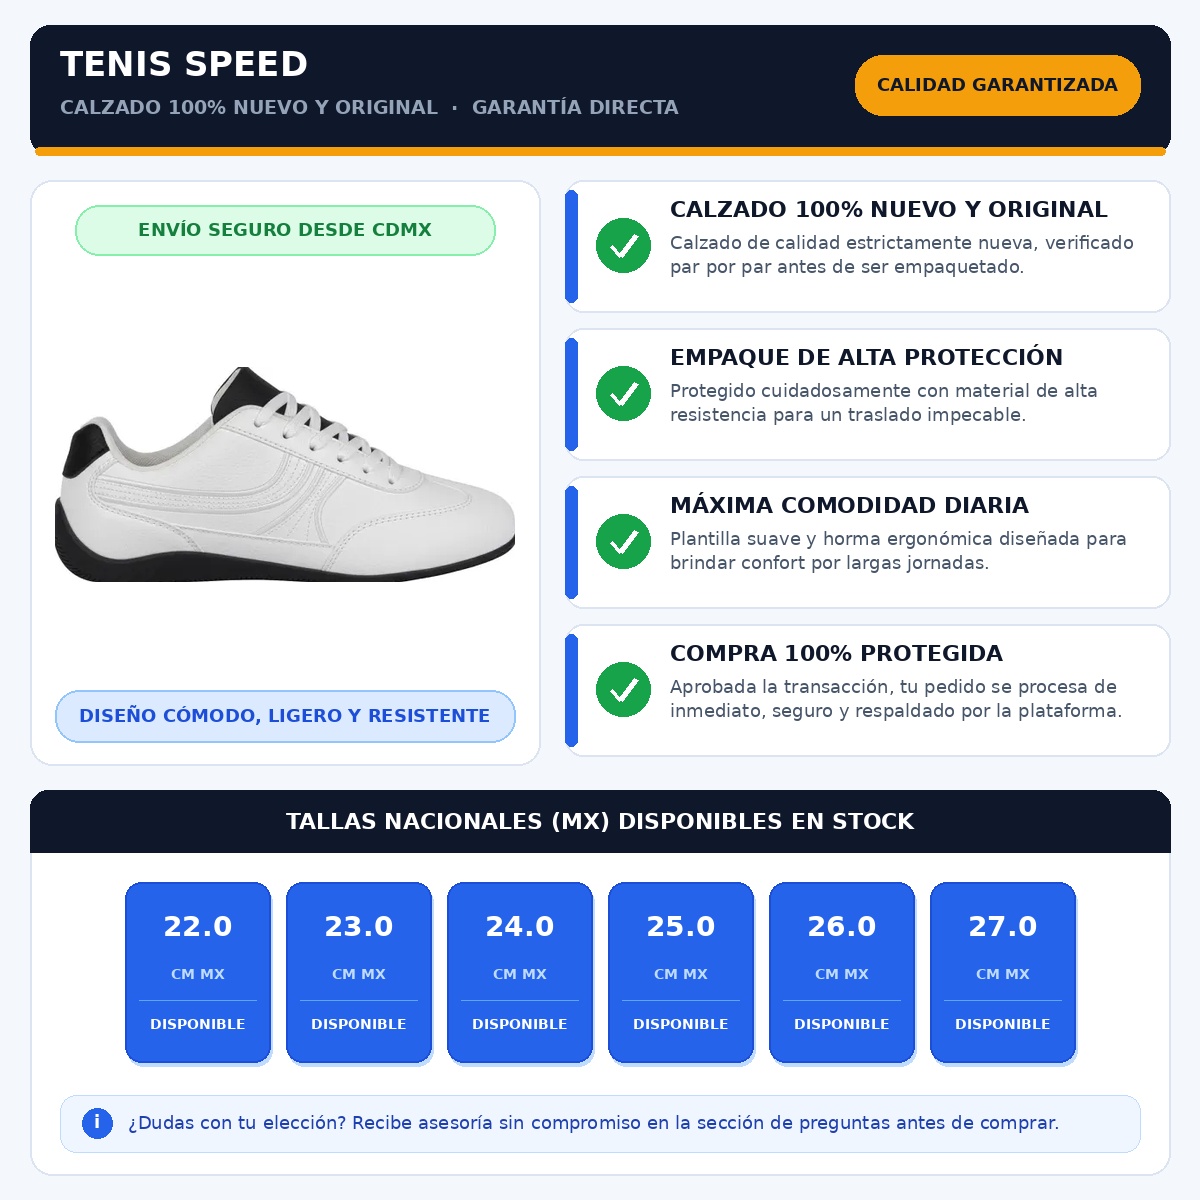 TENIS SPEED
CALZADO 100% NUEVO Y ORIGINAL · GARANTÍA DIRECTA
CALIDAD GARANTIZADA
ENVÍO SEGURO DESDE CDMX
DISEÑO CÓMODO, LIGERO Y RESISTENTE
CALZADO 100% NUEVO Y ORIGINAL
Calzado de calidad estrictamente nueva, verificado
par por par antes de ser empaquetado.
EMPAQUE DE ALTA PROTECCIÓN
Protegido cuidadosamente con material de alta
resistencia para un traslado impecable.
MÁXIMA COMODIDAD DIARIA
Plantilla suave y horma ergonómica diseñada para
brindar confort por largas jornadas.
COMPRA 100% PROTEGIDA
Aprobada la transacción, tu pedido se procesa de
inmediato, seguro y respaldado por la plataforma.
TALLAS NACIONALES (MX) DISPONIBLES EN STOCK
22.0
CM MX
DISPONIBLE
23.0
CM MX
DISPONIBLE
24.0
CM MX
DISPONIBLE
25.0
CM MX
DISPONIBLE
26.0
CM MX
DISPONIBLE
27.0
CM MX
DISPONIBLE
i ¿Dudas con tu elección? Recibe asesoría sin compromiso en la sección de preguntas antes de comprar.